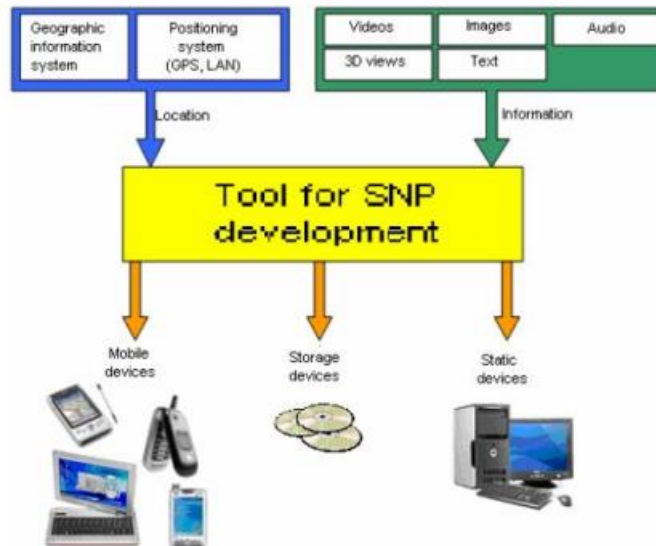 Geographic
information
system
Positioning
system
(GPS, LAN)
Videos
Images
Audio
3D views
Text
Location
Information
Tool for SNP
development
Mobile
devices
Storage
devices
Static
devices